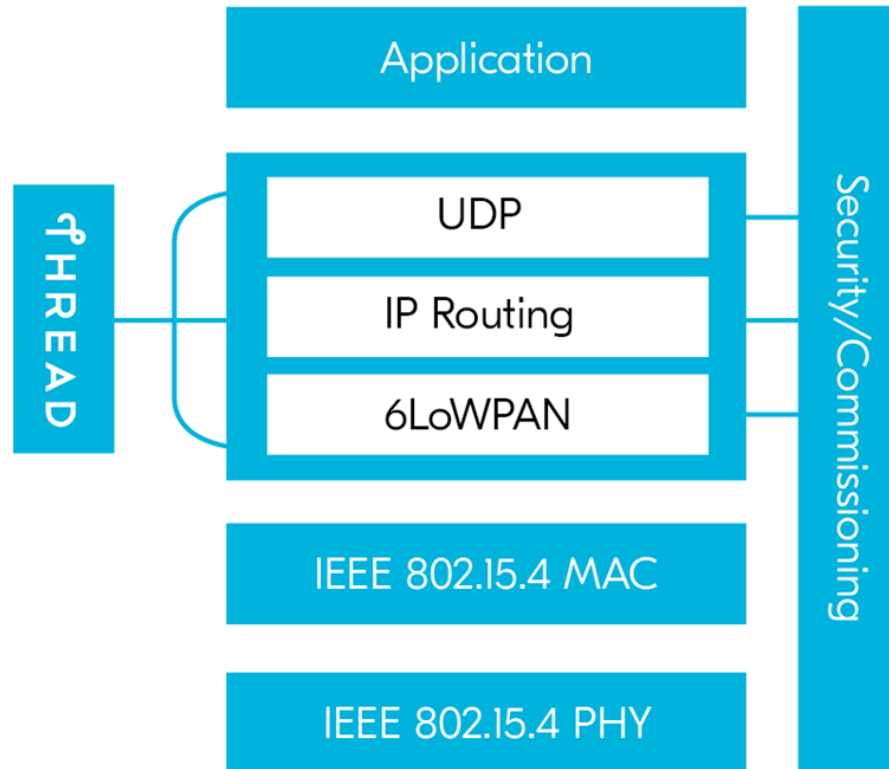 Application
THREAD
UDP
IP Routing
6LoWPAN
Security/Commissioning
IEEE 802.15.4 MAC
IEEE 802.15.4 PHY